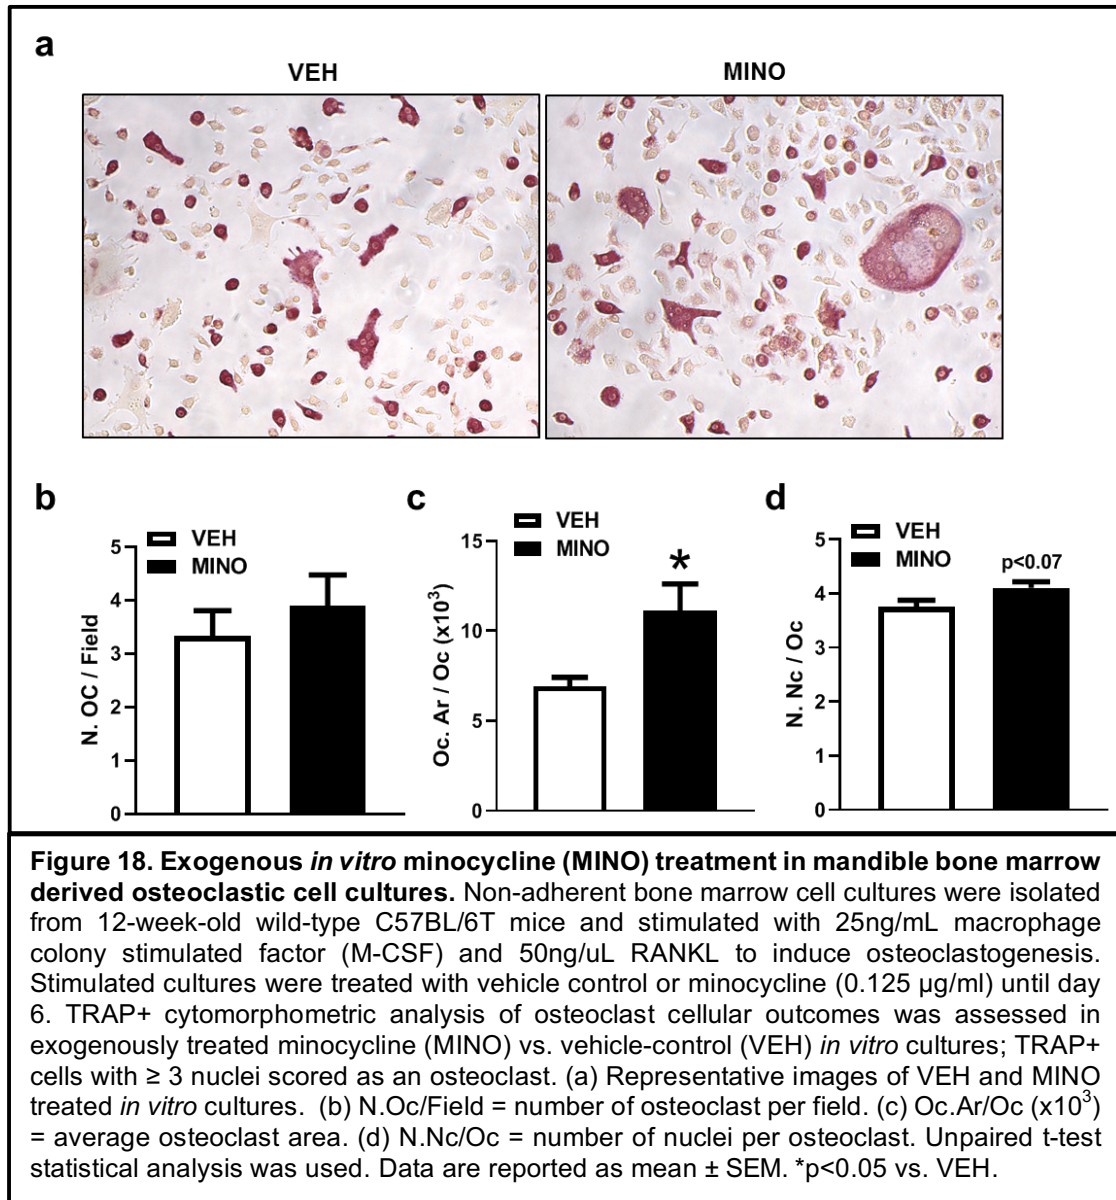 a
VEH
MINO
b
VEH
MINO
N. OC / Field
5
4
3
2
1
0
c
VEH
MINO
Oc. Ar / Oc (x10³)
15
10
5
0
*
d
VEH
MINO
N. Nc / Oc
5
4
3
2
1
0
p<0.07
Figure 18. Exogenous in vitro minocycline (MINO) treatment in mandible bone marrow
derived osteoclastic cell cultures. Non-adherent bone marrow cell cultures were isolated
from 12-week-old wild-type C57BL/6T mice and stimulated with 25ng/mL macrophage
colony stimulated factor (M-CSF) and 50ng/uL RANKL to induce osteoclastogenesis.
Stimulated cultures were treated with vehicle control or minocycline (0.125 µg/ml) until day
6. TRAP+ cytomorphometric analysis of osteoclast cellular outcomes was assessed in
exogenously treated minocycline (MINO) vs. vehicle-control (VEH) in vitro cultures; TRAP+
cells with ≥ 3 nuclei scored as an osteoclast. (a) Representative images of VEH and MINO
treated in vitro cultures. (b) N.Oc/Field = number of osteoclast per field. (c) Oc.Ar/Oc (x10³)
= average osteoclast area. (d) N.Nc/Oc = number of nuclei per osteoclast. Unpaired t-test
statistical analysis was used. Data are reported as mean ± SEM. *p<0.05 vs. VEH.